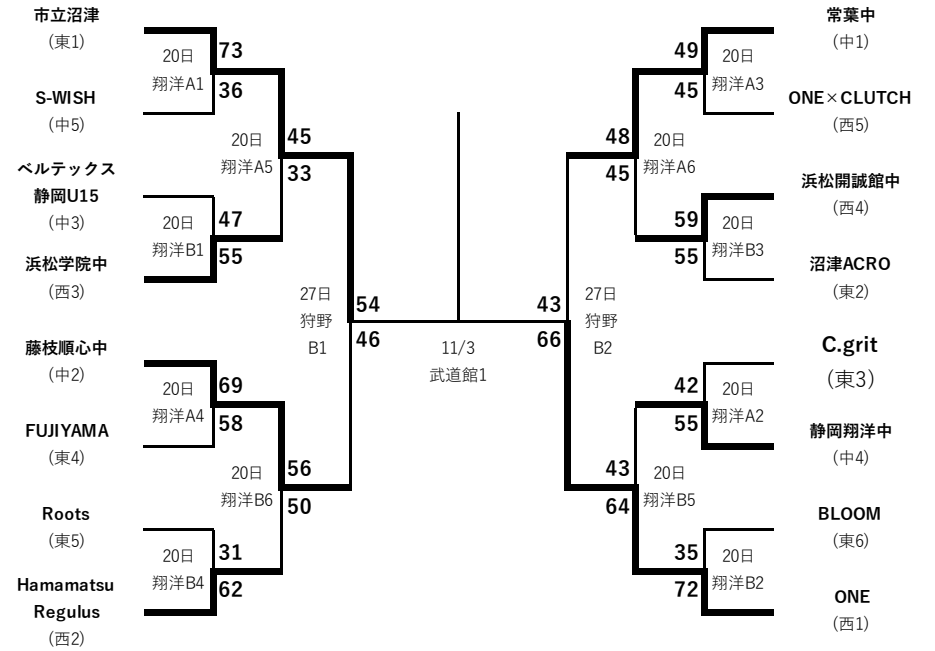 市立沼津
（東1）
S-WISH
（中5）
ベルテックス
静岡U15
（中3）
浜松学院中
（西3）
藤枝順心中
（中2）
FUJIYAMA
（東4）
Roots
（東5）
Hamamatsu
Regulus
（西2）
20日
翔洋A1
73
36
20日
翔洋B1
47
55
20日
翔洋A4
69
58
20日
翔洋B4
31
62
20日
翔洋A5
45
33
20日
翔洋B6
56
50
27日
狩野
B1
54
46
11/3
武道館1
43
66
27日
狩野
B2
48
45
20日
翔洋A6
43
64
20日
翔洋B5
49
45
20日
翔洋A3
59
55
20日
翔洋B3
42
55
20日
翔洋A2
35
72
20日
翔洋B2
常葉中
（中1）
ONE×CLUTCH
（西5）
浜松開誠館中
（西4）
沼津ACRO
（東2）
C.grit
（東3）
静岡翔洋中
（中4）
BLOOM
（東6）
ONE
（西1）